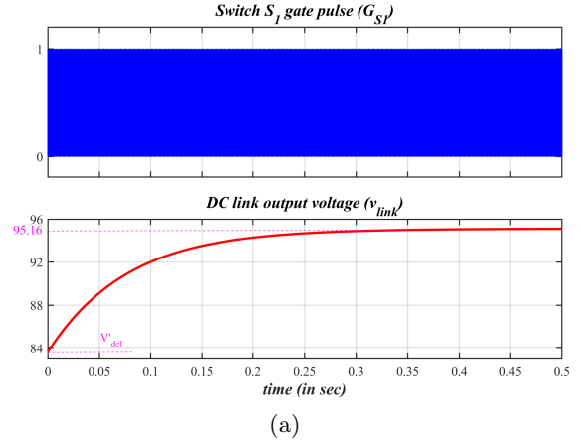 Switch S1 gate pulse (GS1)
1
0
DC link output voltage (vlink)
96
95.16
92
88
V'dcl
84
0 0.05 0.1 0.15 0.2 0.25 0.3 0.35 0.4 0.45 0.5
time (in sec)
(a)